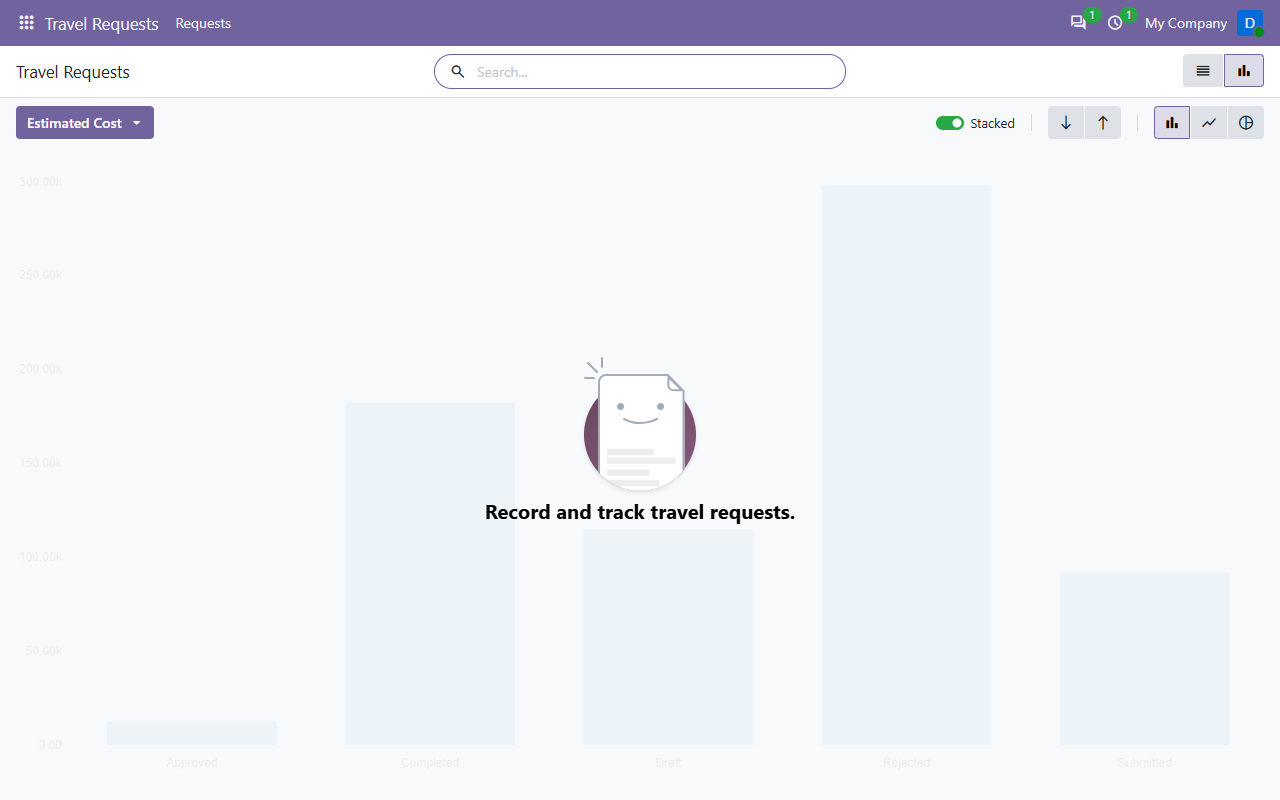 Travel Requests
Requests
1
1
My Company
D
Travel Requests
Search...
Estimated Cost
Stacked
300.00k
250.00k
200.00k
150.00k
100.00k
50.00k
0.00
Record and track travel requests.
Approved
Completed
Draft
Rejected
Submitted